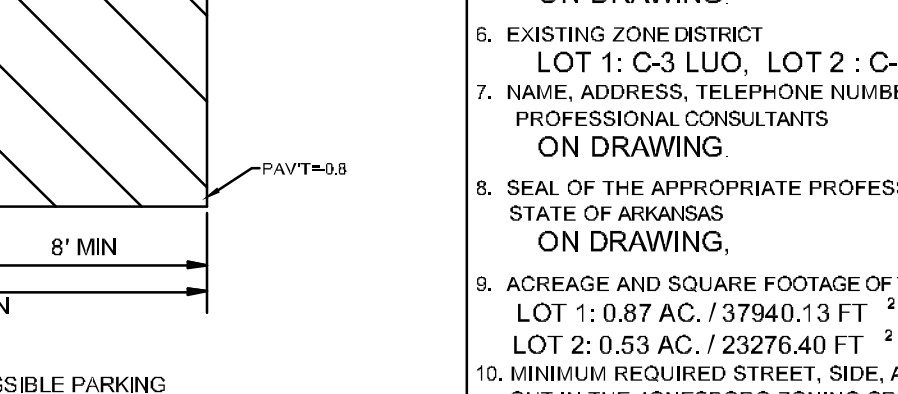 PAV'T=-0.8
8' MIN
ON DRAWING.
6. EXISTING ZONE DISTRICT
LOT 1: C-3 LUO, LOT 2 : C-
7. NAME, ADDRESS, TELEPHONE
PROFESSIONAL CONSULTANTS
ON DRAWING.
8. SEAL OF THE APPROPRIATE
STATE OF ARKANSAS
ON DRAWING,
9. ACREAGE AND SQUARE FOOTAGE OF
LOT 1: 0.87 AC. / 37940.13 FT 2
LOT 2: 0.53 AC. / 23276.40 FT 2
10. MINIMUM REQUIRED STREET, SIDE,
PARKING